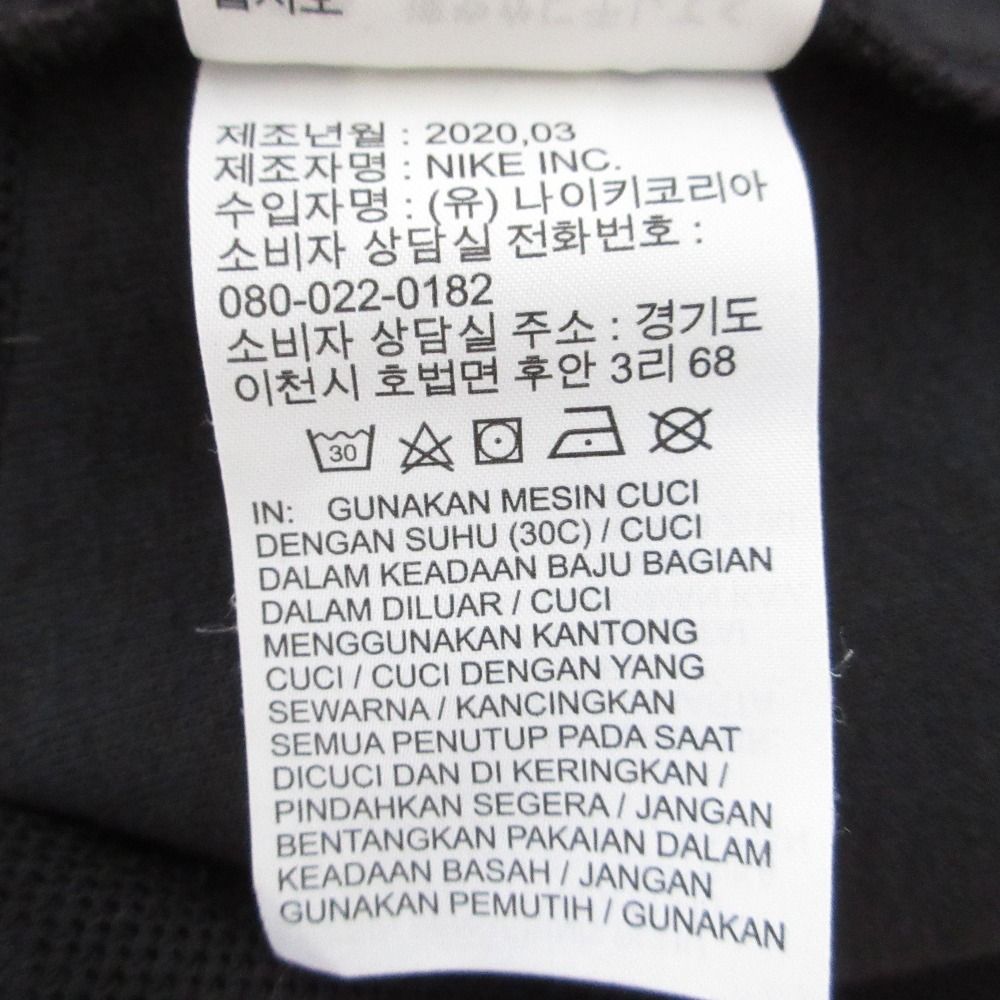 십시오
제조년월 : 2020,03
제조자명 : NIKE INC.
수입자명 : (유) 나이키코리아
소비자 상담실 전화번호 :
080-022-0182
소비자 상담실 주소 : 경기도
이천시 호법면 후안 3리 68
30
IN: GUNAKAN MESIN CUCI
DENGAN SUHU (30C) / CUCI
DALAM KEADAAN BAJU BAGIAN
DALAM DILUAR / CUCI
MENGGUNAKAN KANTONG
CUCI / CUCI DENGAN YANG
SEWARNA / KANCINGKAN
SEMUA PENUTUP PADA SAAT
DICUCI DAN DI KERINGKAN /
PINDAHKAN SEGERA / JANGAN
BENTANGKAN PAKAIAN DALAM
KEADAAN BASAH / JANGAN
GUNAKAN PEMUTIH / GUNAKAN